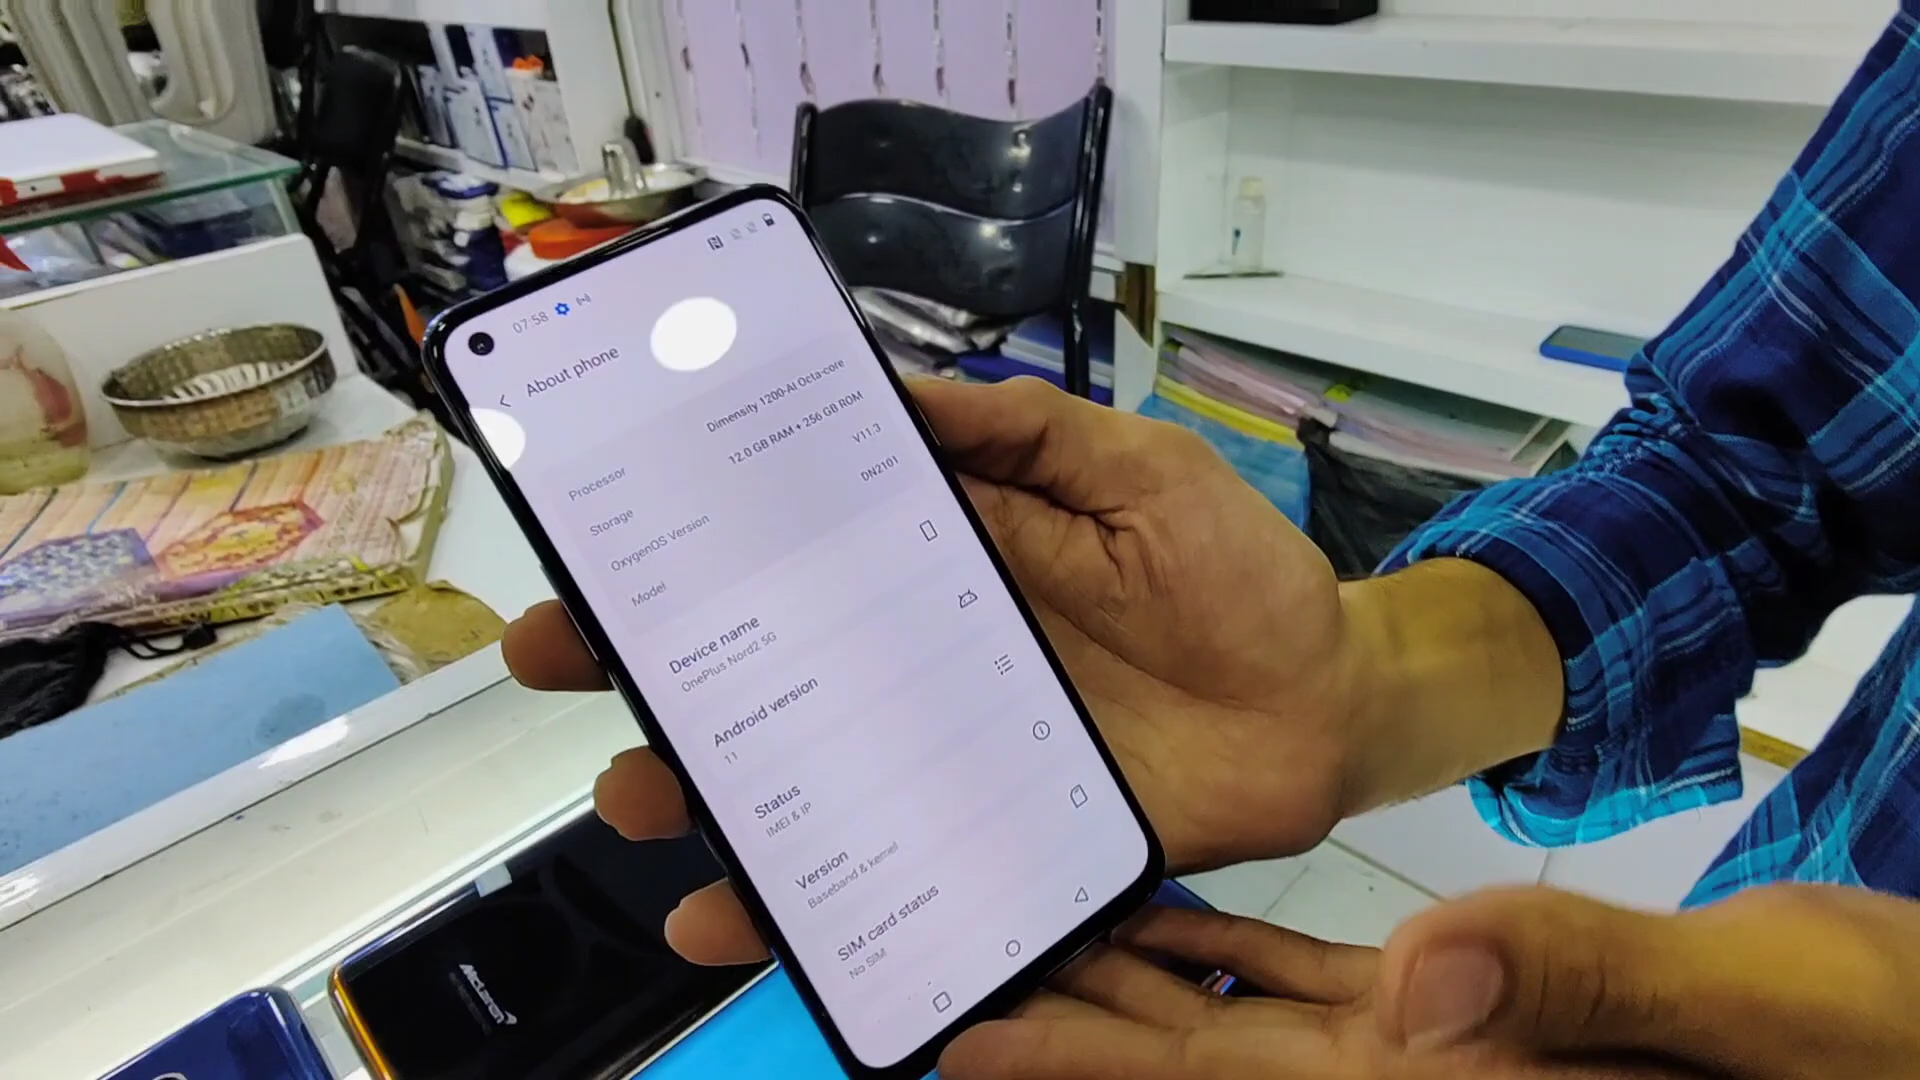 07:58
About phone
Processor
Dimensity 1200-AI Octa-core
Storage
12.0 GB RAM + 256 GB ROM
OxygenOS Version
V11.3
Model
DN2101
Device name
OnePlus Nord2 5G
Android version
11
Status
IMEI & IP
Version
Baseband & kernel
SIM card status
No SIM
McLaren